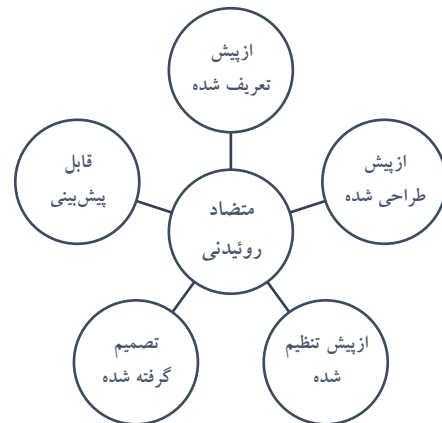 ازپیش
تعریف شده
قابل
پیش‌بینی
ازپیش
طراحی شده
متضاد
روئیدنی
تصمیم
گرفته شده
ازپیش تنظیم
شده